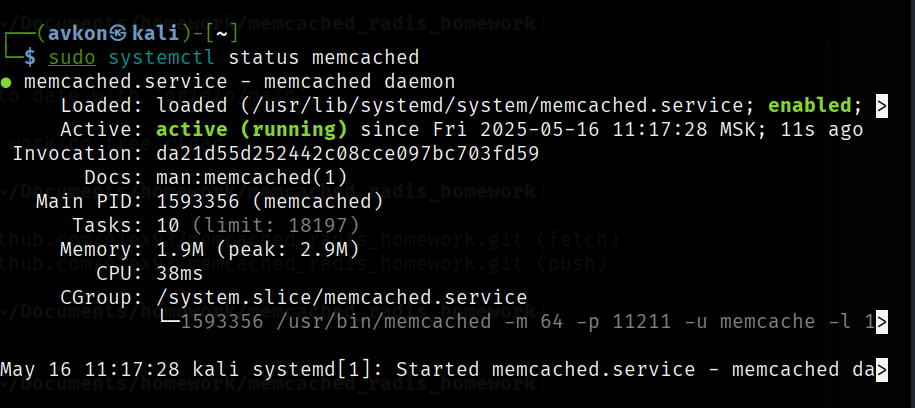 ┌──(avkon㉿kali)-[~]
└─$ sudo systemctl status memcached
● memcached.service - memcached daemon
Loaded: loaded (/usr/lib/systemd/system/memcached.service; enabled; >
Active: active (running) since Fri 2025-05-16 11:17:28 MSK; 11s ago
Invocation: da21d55d252442c08cce097bc703fd59
Docs: man:memcached(1)
Main PID: 1593356 (memcached)
Tasks: 10 (limit: 18197)
Memory: 1.9M (peak: 2.9M)
CPU: 38ms
CGroup: /system.slice/memcached.service
└─1593356 /usr/bin/memcached -m 64 -p 11211 -u memcache -l 1>
May 16 11:17:28 kali systemd[1]: Started memcached.service - memcached da>